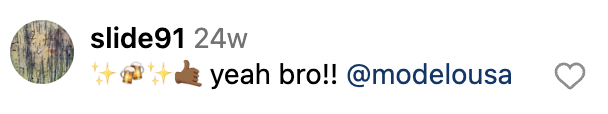 slide91 24w
✨🍻✨🤙🏾 yeah bro!! @modelousa